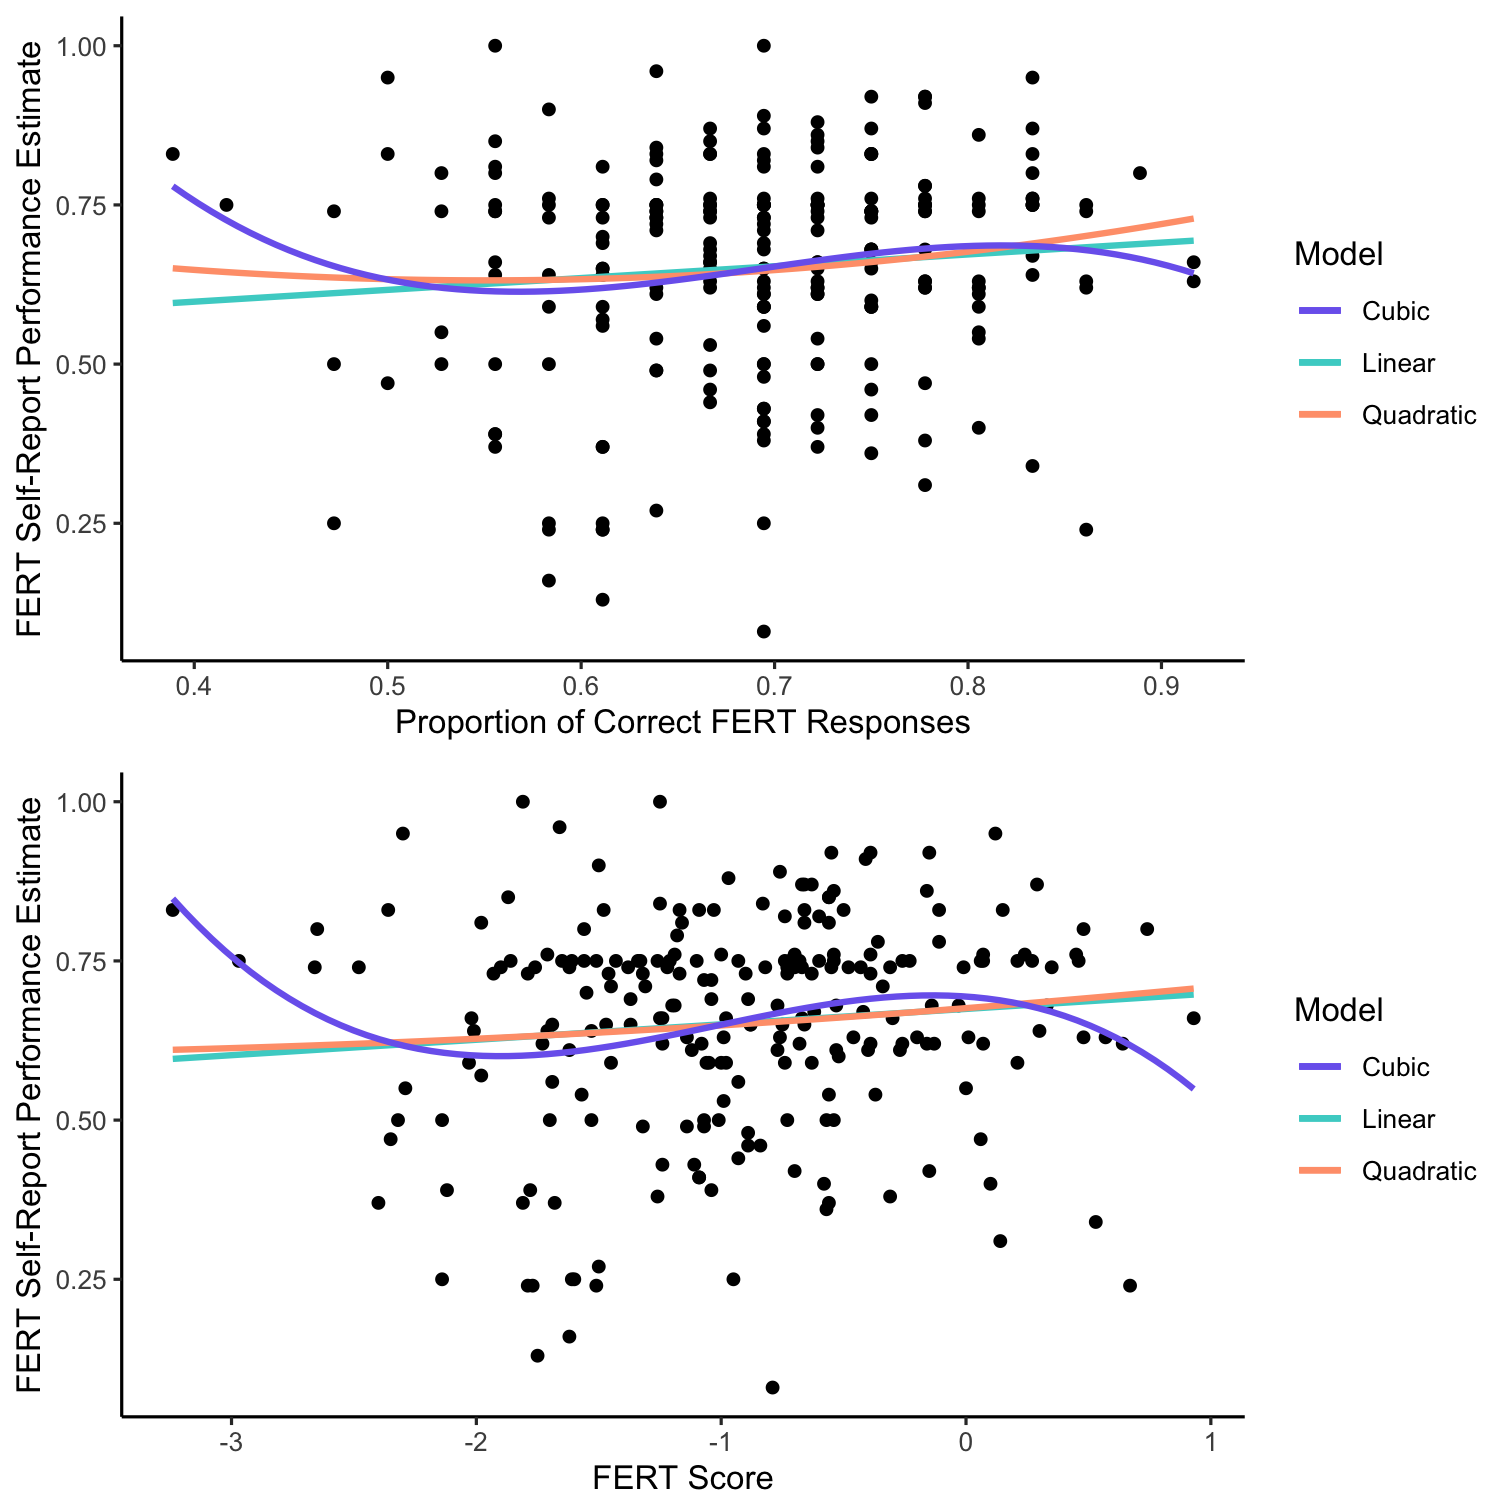 FERT Self-Report Performance Estimate
1.00
0.75
0.50
0.25
0.4 0.5 0.6 0.7 0.8 0.9
Proportion of Correct FERT Responses
Model
Cubic
Linear
Quadratic
FERT Self-Report Performance Estimate
1.00
0.75
0.50
0.25
-3 -2 -1 0 1
FERT Score
Model
Cubic
Linear
Quadratic